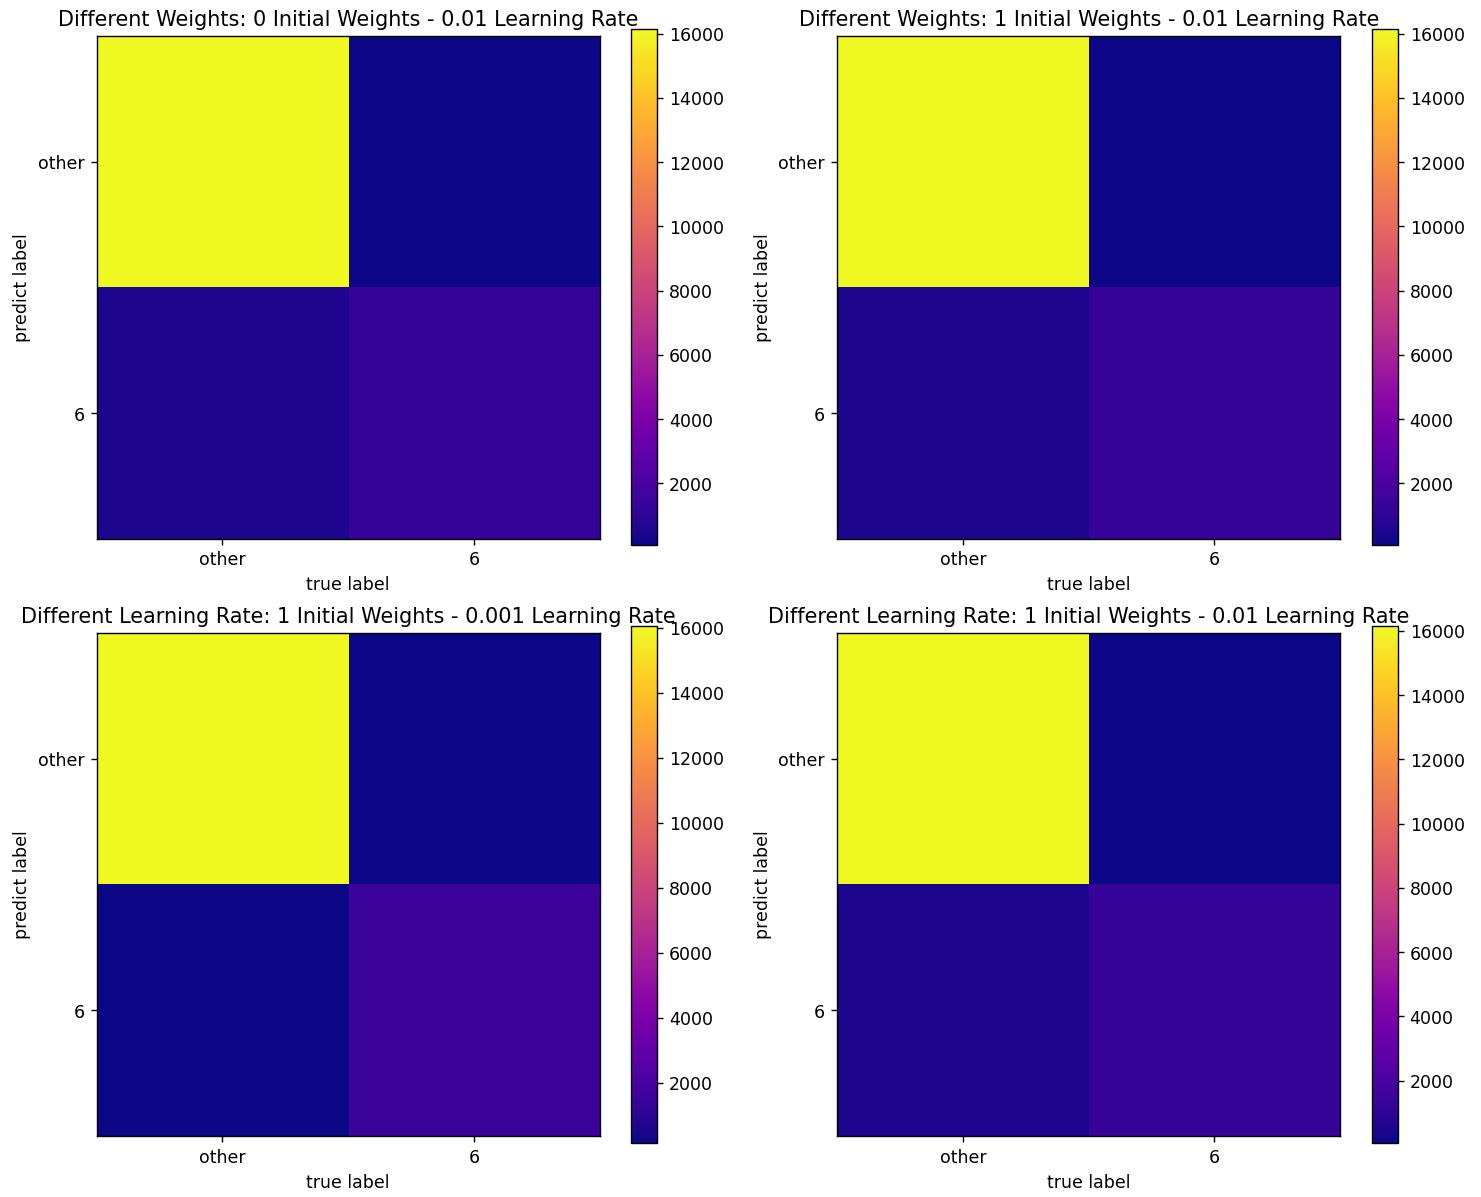 Different Weights: 0 Initial Weights - 0.01 Learning Rate
other
6
predict label
other
6
true label
16000
14000
12000
10000
8000
6000
4000
2000
Different Weights: 1 Initial Weights - 0.01 Learning Rate
other
6
predict label
other
6
true label
16000
14000
12000
10000
8000
6000
4000
2000
Different Learning Rate: 1 Initial Weights - 0.001 Learning Rate
other
6
predict label
other
6
true label
16000
14000
12000
10000
8000
6000
4000
2000
Different Learning Rate: 1 Initial Weights - 0.01 Learning Rate
other
6
predict label
other
6
true label
16000
14000
12000
10000
8000
6000
4000
2000